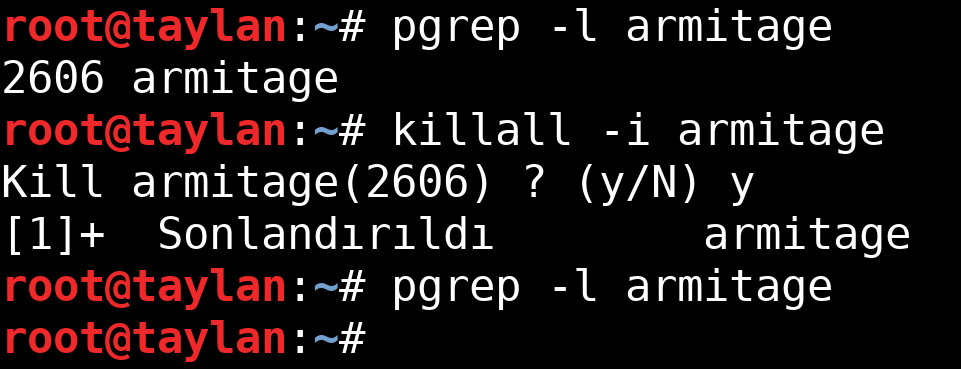 root@taylan:~# pgrep -l armitage
2606 armitage
root@taylan:~# killall -i armitage
Kill armitage(2606) ? (y/N) y
[1]+  Sonlandırıldı        armitage
root@taylan:~# pgrep -l armitage
root@taylan:~#